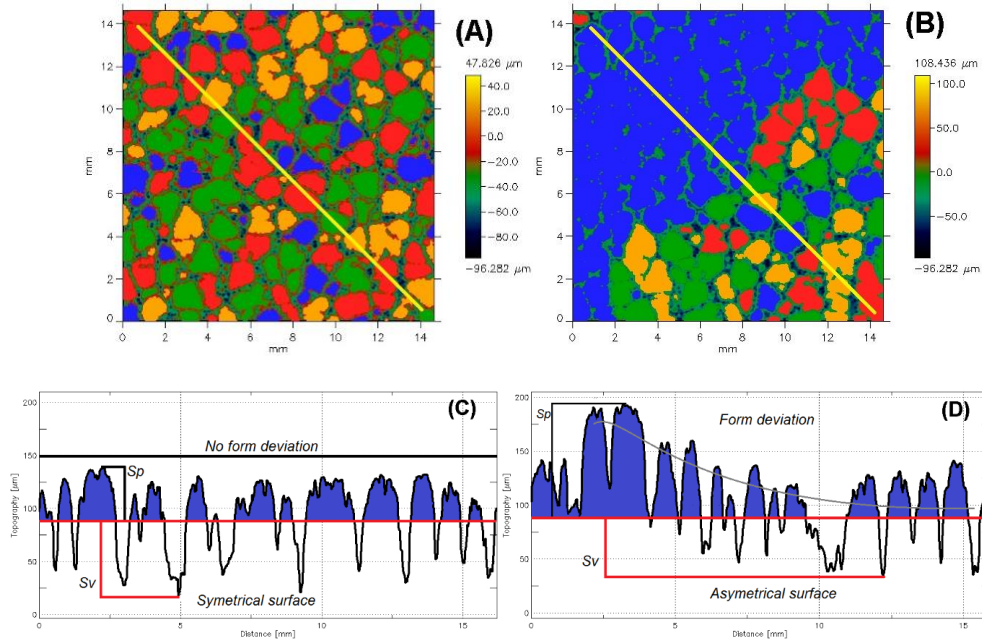 (A)
47.826 µm
40.0
20.0
0.0
−20.0
−40.0
−60.0
−80.0
−96.282 µm
14
12
10
8
6
4
2
0
mm
0 2 4 6 8 10 12 14
mm
(B)
108.436 µm
100.0
50.0
0.0
−50.0
−96.282 µm
14
12
10
8
6
4
2
0
mm
0 2 4 6 8 10 12 14
mm
(C)
200
150
100
50
0
Topography [µm]
No form deviation
Sp
Sv
Symetrical surface
0 5 10 15
Distance [mm]
(D)
200
150
100
50
0
Topography [µm]
Sp
Form deviation
Sv
Asymetrical surface
0 5 10 15
Distance [mm]